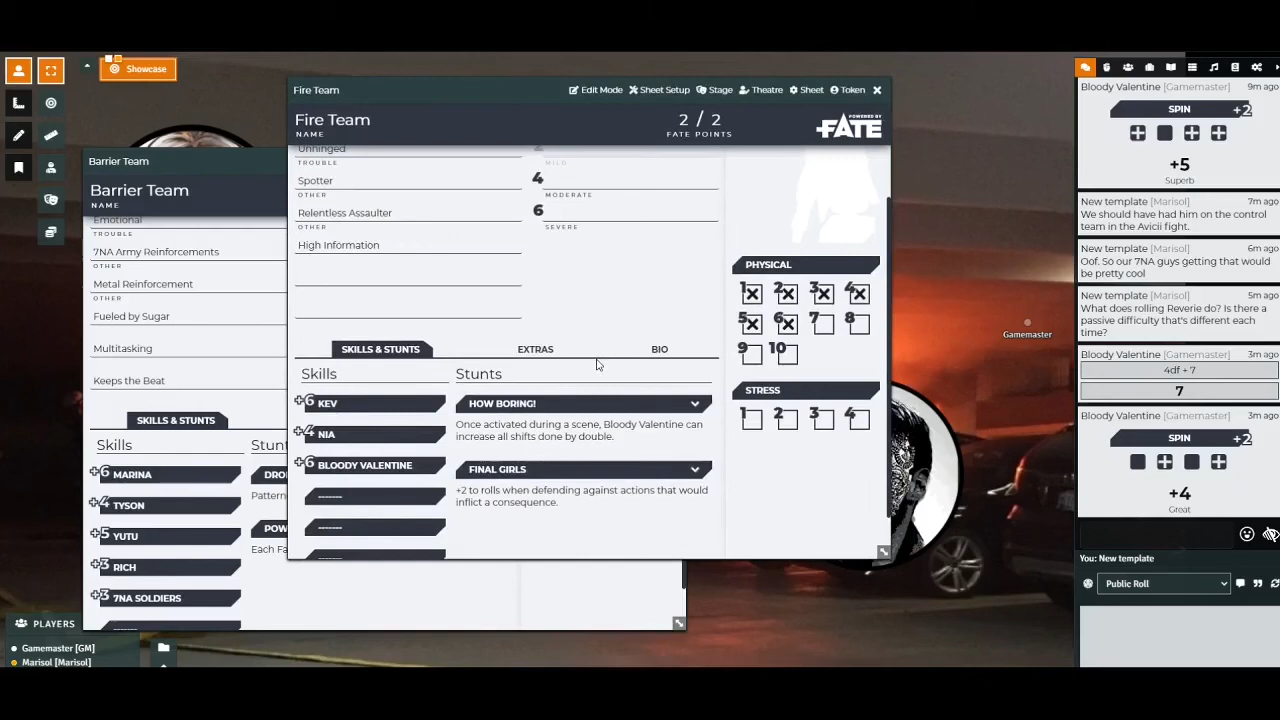 Showcase
Barrier Team
Barrier Team
NAME
Emotional
TROUBLE
7NA Army Reinforcements
OTHER
Metal Reinforcement
OTHER
Fueled by Sugar
Multitasking
Keeps the Beat
SKILLS & STUNTS
Skills
+6 MARINA
+4 TYSON
+5 YUTU
+3 RICH
+3 7NA SOLDIERS
Fire Team
Edit Mode Sheet Setup Stage Theatre Sheet Token
Fire Team
NAME
2 / 2
FATE POINTS
POWERED BY
FATE
Unhinged
TROUBLE
Spotter
OTHER
Relentless Assaulter
OTHER
High Information
2
MILD
4
MODERATE
6
SEVERE
PHYSICAL
1 2 3 4
5 6 7 8
9 10
STRESS
1 2 3 4
SKILLS & STUNTS EXTRAS BIO
Skills
+6 KEV
+4 NIA
+6 BLOODY VALENTINE
Stunts
HOW BORING!
Once activated during a scene, Bloody Valentine can
increase all shifts done by double.
FINAL GIRLS
+2 to rolls when defending against actions that would
inflict a consequence.
Gamemaster
Bloody Valentine [Gamemaster] 9m ago
SPIN +2
+5
Superb
New template [Marisol] 7m ago
We should have had him on the control
team in the Avicii fight.
New template [Marisol] 6m ago
Oof. So our 7NA guys getting that would
be pretty cool
New template [Marisol] 5m ago
What does rolling Reverie do? Is there a
passive difficulty that's different each
time?
Bloody Valentine [Gamemaster] 3m ago
4df + 7
7
Bloody Valentine [Gamemaster] 3m ago
SPIN +2
+4
Great
You: New template
Public Roll
PLAYERS
Gamemaster [GM]
Marisol [Marisol]